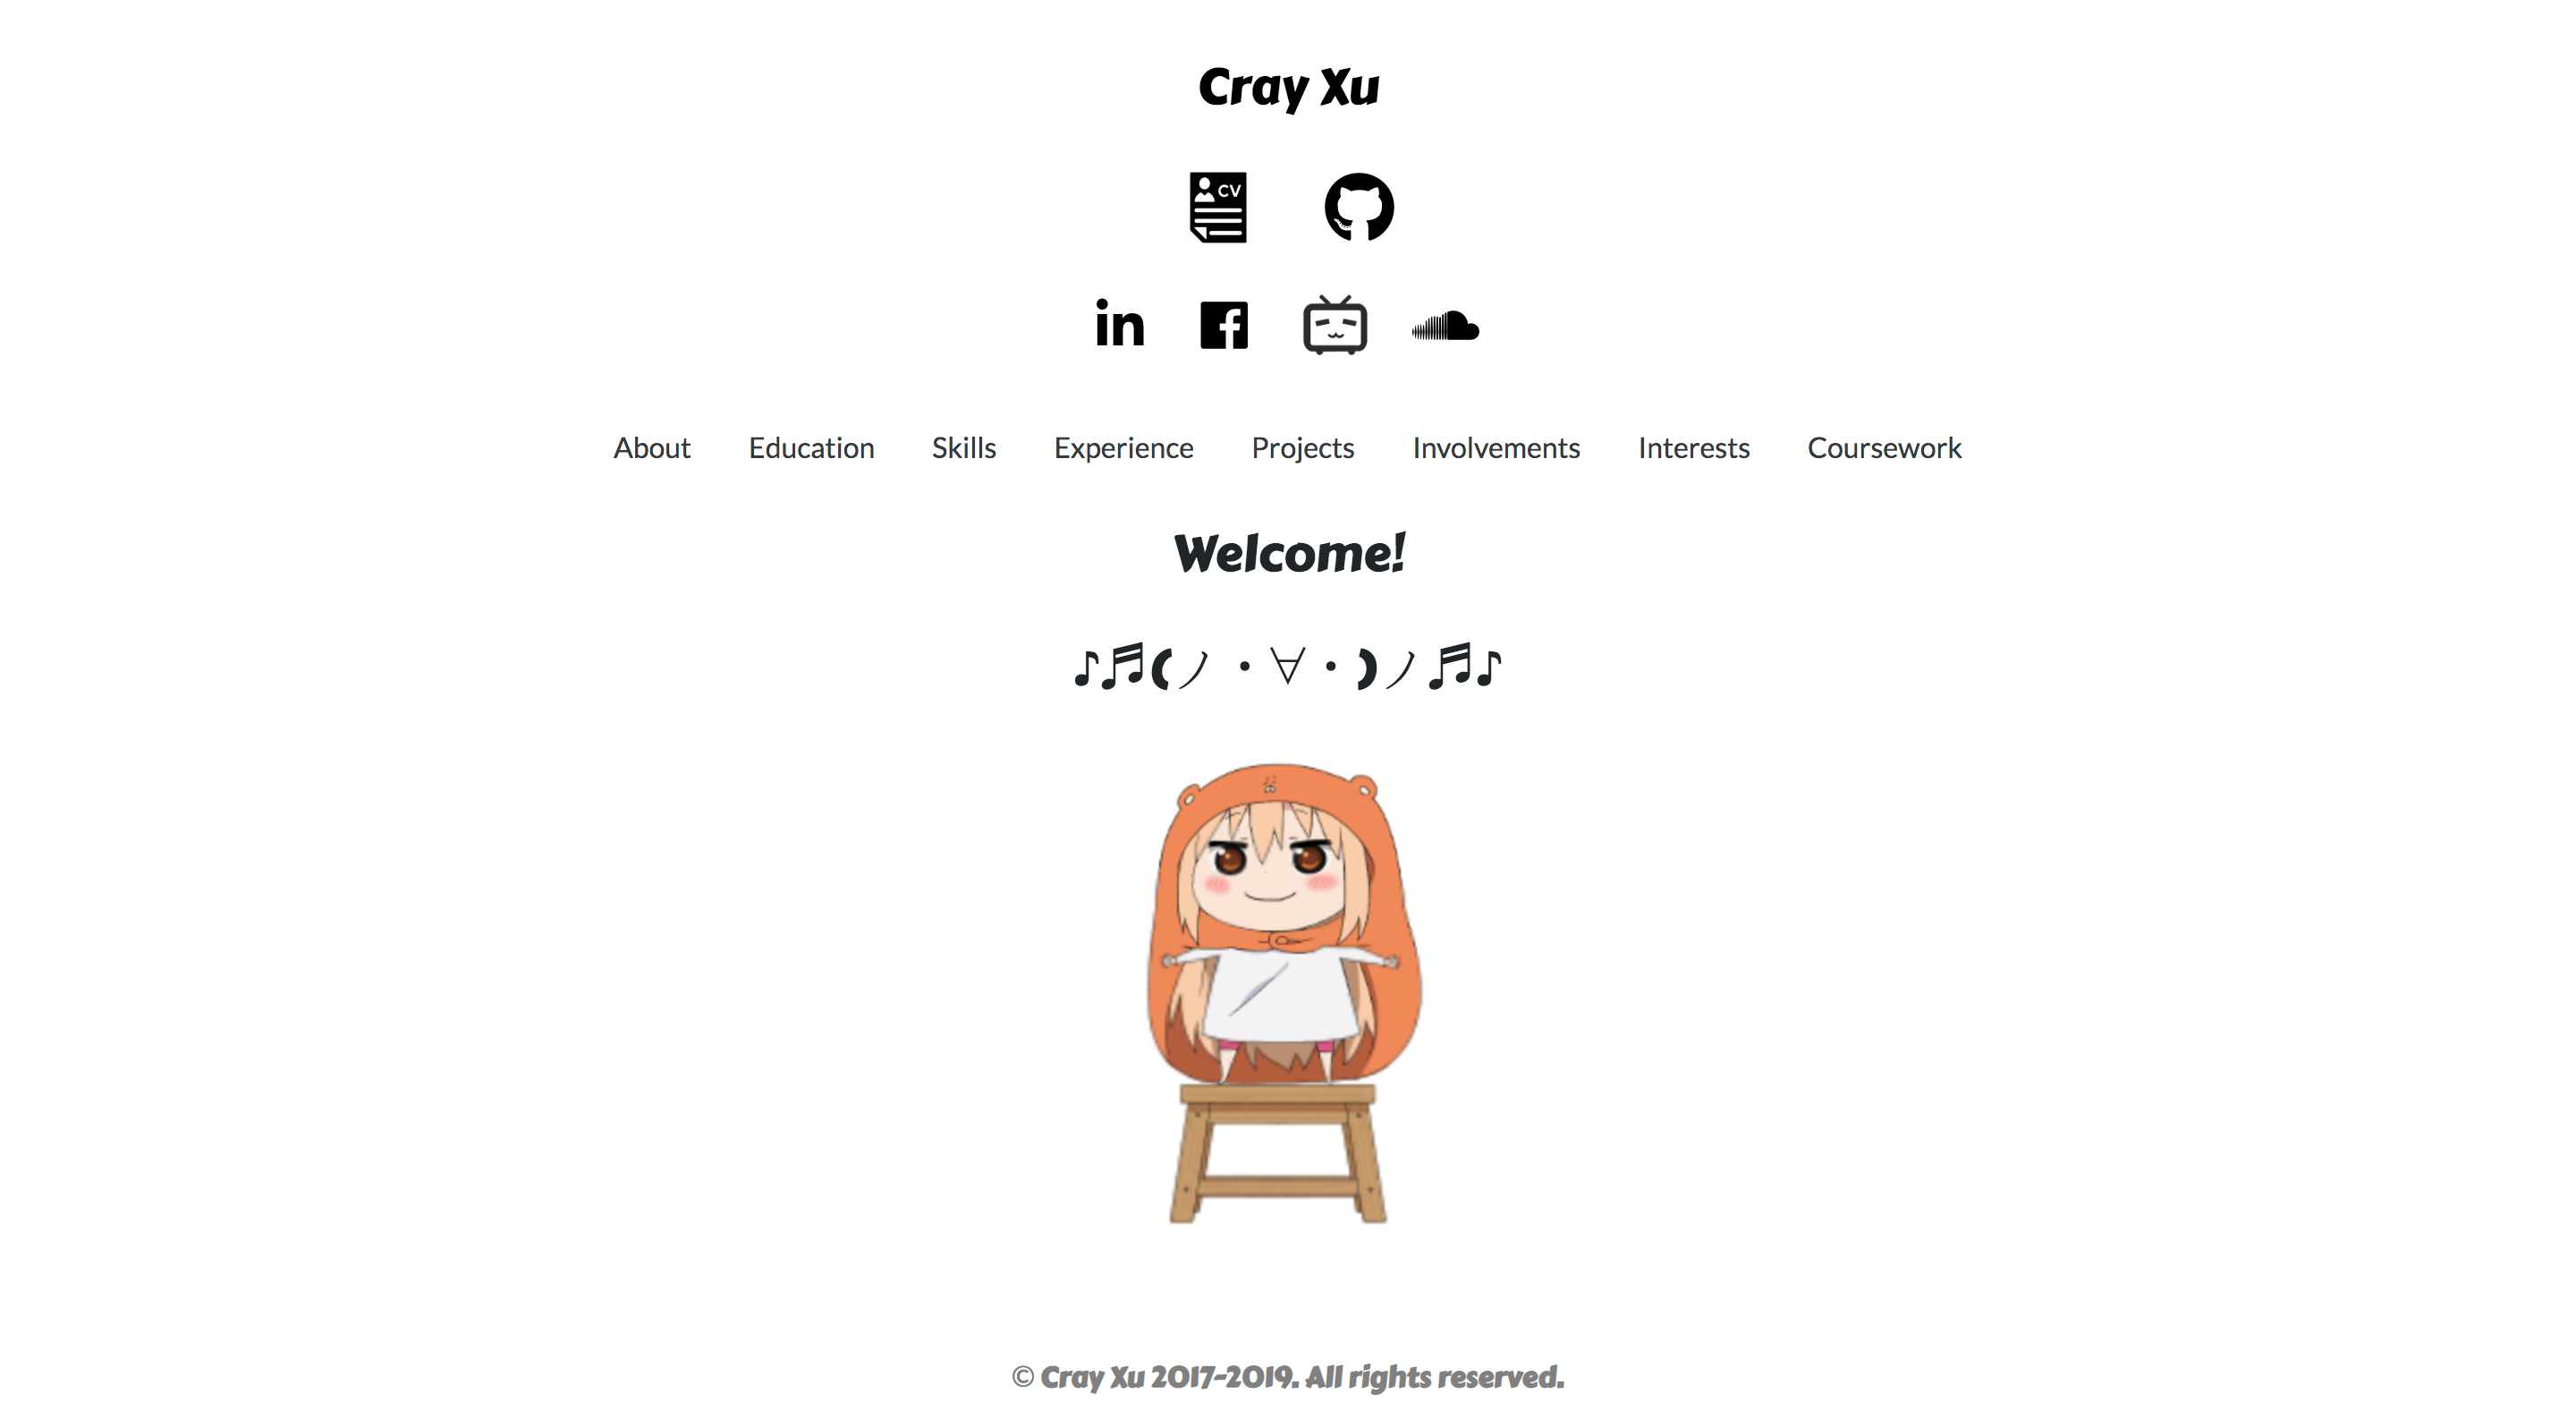 Cray Xu
CV
in f
About Education Skills Experience Projects Involvements Interests Coursework
Welcome!
♪♬(ノ・∀・)ノ♬♪
© Cray Xu 2017-2019. All rights reserved.